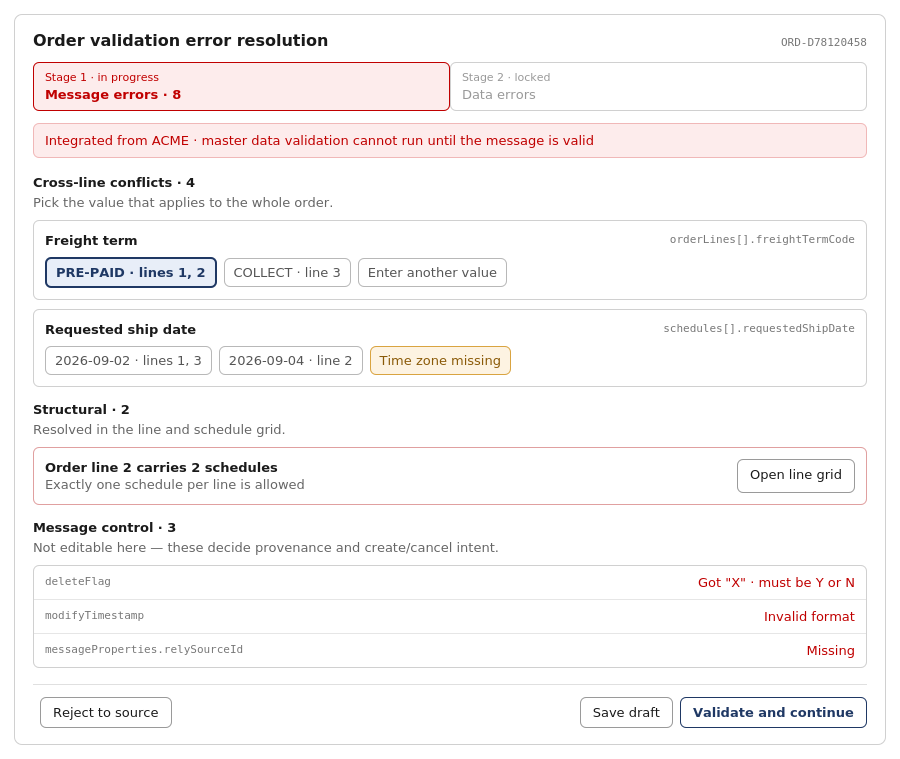 Order validation error resolution
ORD-D78120458
Stage 1 · in progress
Message errors · 8
Stage 2 · locked
Data errors
Integrated from ACME · master data validation cannot run until the message is valid
Cross-line conflicts · 4
Pick the value that applies to the whole order.
Freight term
orderLines[].freightTermCode
PRE-PAID · lines 1, 2
COLLECT · line 3
Enter another value
Requested ship date
schedules[].requestedShipDate
2026-09-02 · lines 1, 3
2026-09-04 · line 2
Time zone missing
Structural · 2
Resolved in the line and schedule grid.
Order line 2 carries 2 schedules
Exactly one schedule per line is allowed
Open line grid
Message control · 3
Not editable here — these decide provenance and create/cancel intent.
deleteFlag
Got "X" · must be Y or N
modifyTimestamp
Invalid format
messageProperties.relySourceId
Missing
Reject to source
Save draft
Validate and continue